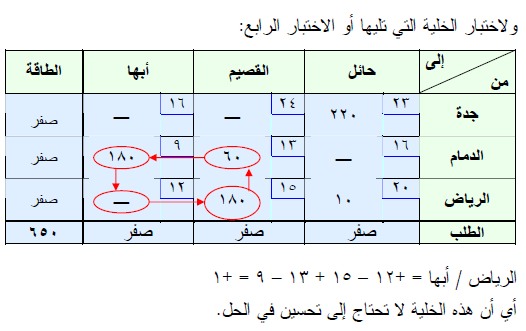 ولاختبار الخلية التي تليها أو الاختبار الرابع:
إلى من حائل القصيم أبها الطاقة
٢٣ ٢٤ ١٦
جدة ٢٢٠ — — صفر
١٦ ١٣ ٩
الدمام — ٦٠ ١٨٠ صفر
٢٠ ١٥ ١٢
الرياض ١٠ ١٨٠ — صفر
الطلب صفر صفر صفر ٦٥٠
الرياض / أبها = +١٢ – ١٥ + ١٣ – ٩ = +١
أي أن هذه الخلية لا تحتاج إلى تحسين في الحل.